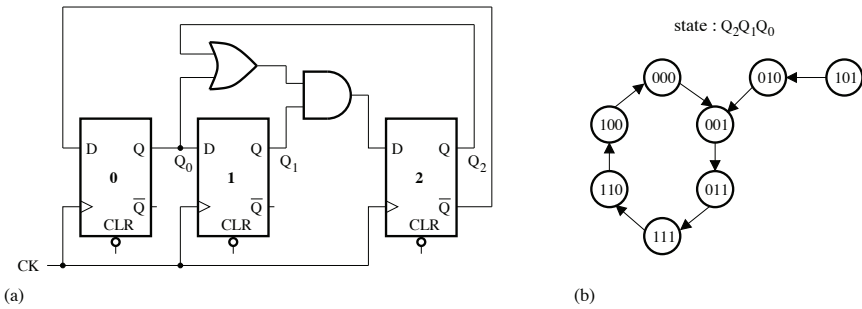 D Q
0
Q̅
CLR
Q₀
D Q
1
Q̅
CLR
Q₁
D Q
2
Q̅
CLR
Q₂
CK
(a)
state : Q₂Q₁Q₀
000
010
101
100
001
110
011
111
(b)